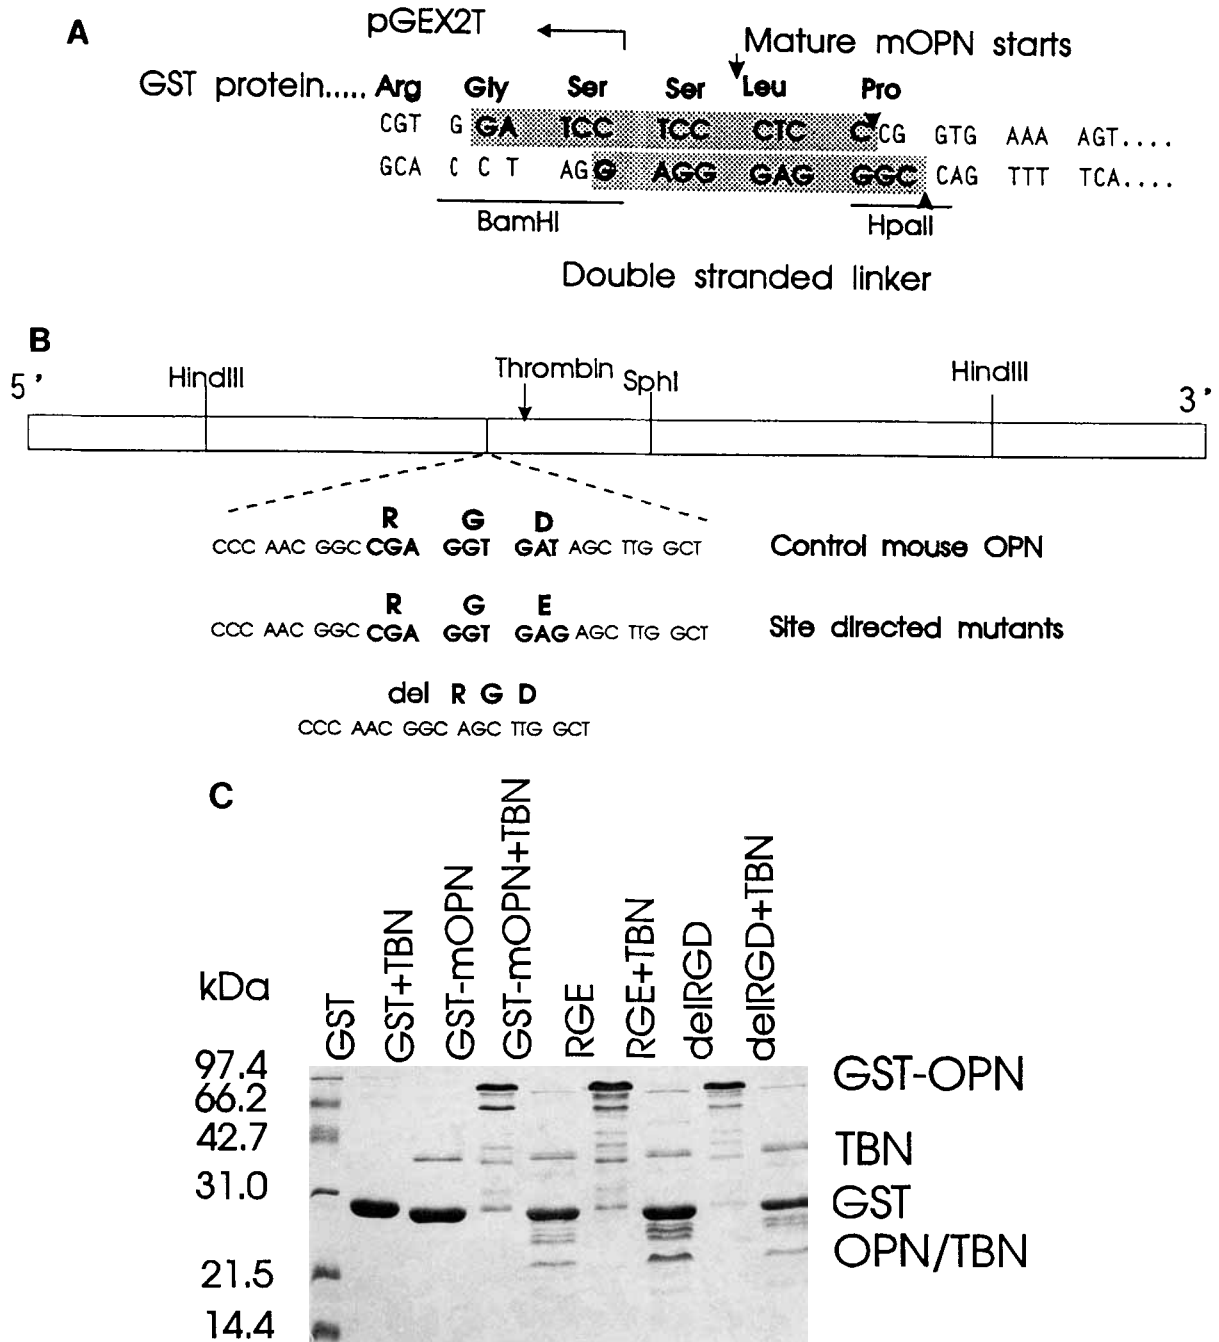 A
pGEX2T
Mature mOPN starts
GST protein..... Arg Gly Ser Ser Leu Pro
CGT G GA TCC TCC CTC C CG GTG AAA AGT....
GCA C C T AG G AGG GAG GGC CAG TTT TCA....
BamHI HpaII
Double stranded linker
B
5' HindIII Thrombin SphI HindIII 3'
R G D
CCC AAC GGC CGA GGT GAT AGC TTG GCT Control mouse OPN
R G E
CCC AAC GGC CGA GGT GAG AGC TTG GCT Site directed mutants
del R G D
CCC AAC GGC AGC TTG GCT
C
kDa
GST
GST+TBN
GST-mOPN
GST-mOPN+TBN
RGE
RGE+TBN
delRGD
delRGD+TBN
97.4 GST-OPN
66.2
42.7 TBN
31.0 GST
OPN/TBN
21.5
14.4